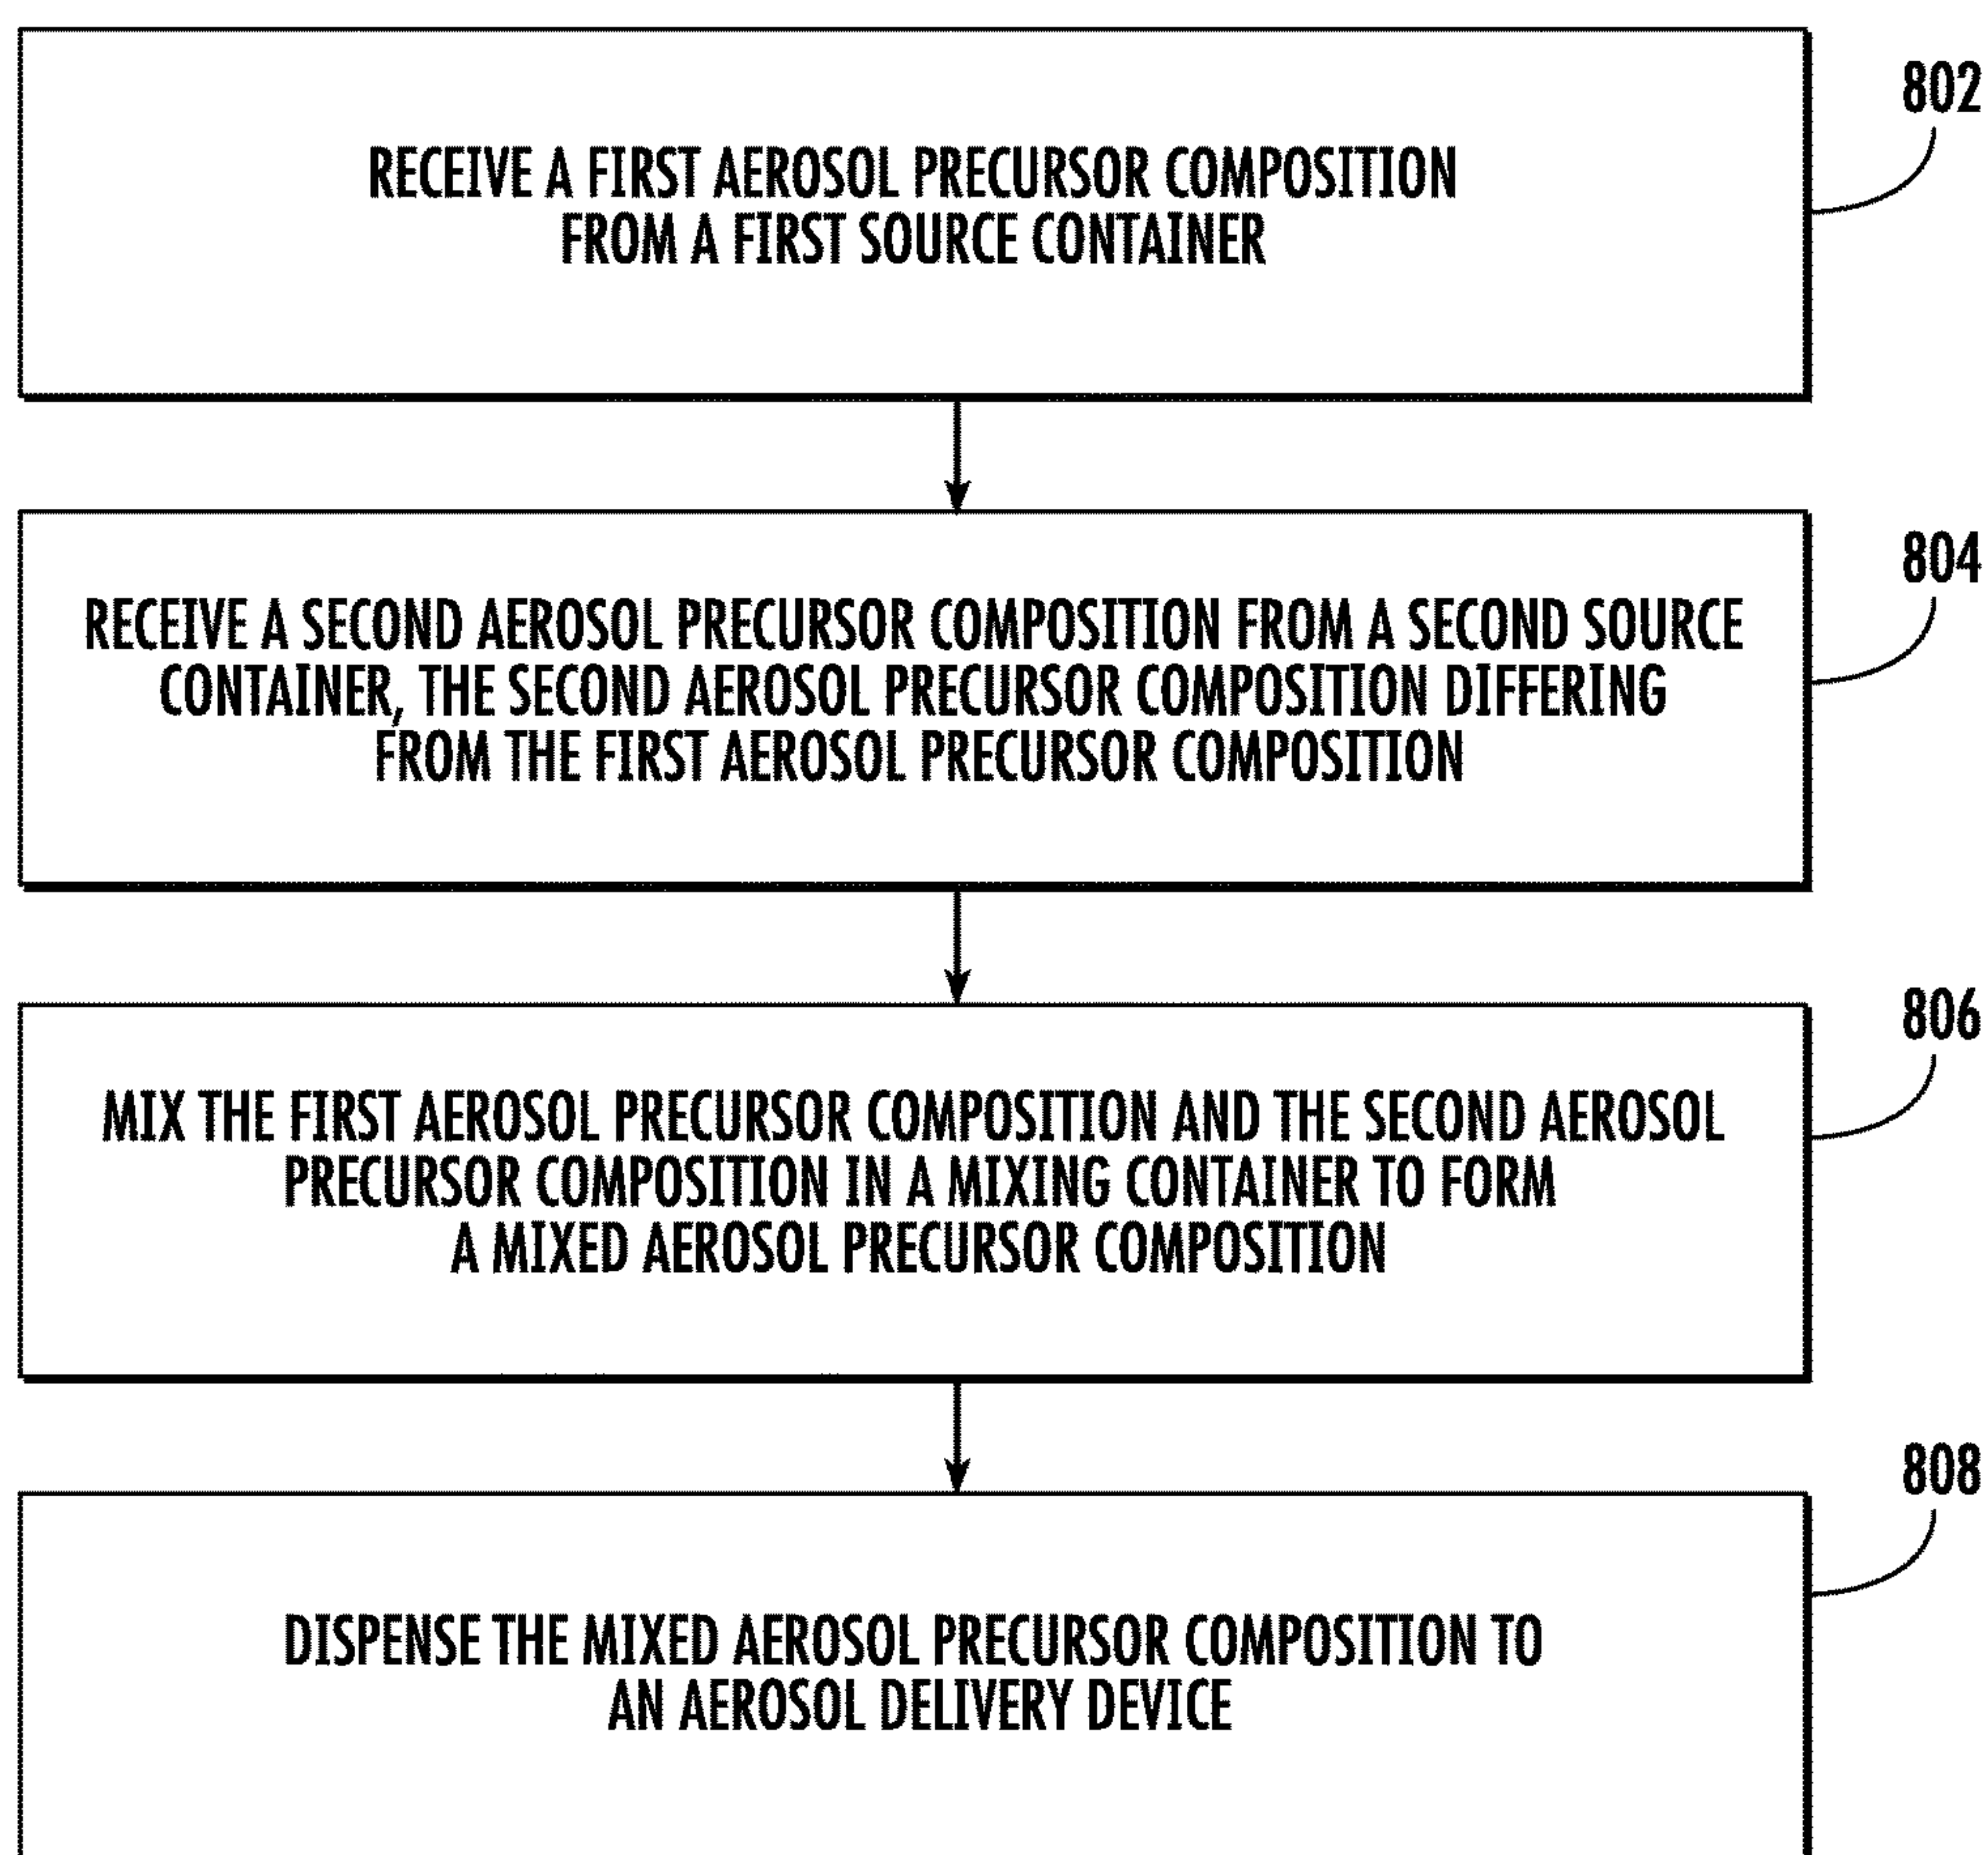 802
RECEIVE A FIRST AEROSOL PRECURSOR COMPOSITION
FROM A FIRST SOURCE CONTAINER
804
RECEIVE A SECOND AEROSOL PRECURSOR COMPOSITION FROM A SECOND SOURCE
CONTAINER, THE SECOND AEROSOL PRECURSOR COMPOSITION DIFFERING
FROM THE FIRST AEROSOL PRECURSOR COMPOSITION
806
MIX THE FIRST AEROSOL PRECURSOR COMPOSITION AND THE SECOND AEROSOL
PRECURSOR COMPOSITION IN A MIXING CONTAINER TO FORM
A MIXED AEROSOL PRECURSOR COMPOSITION
808
DISPENSE THE MIXED AEROSOL PRECURSOR COMPOSITION TO
AN AEROSOL DELIVERY DEVICE